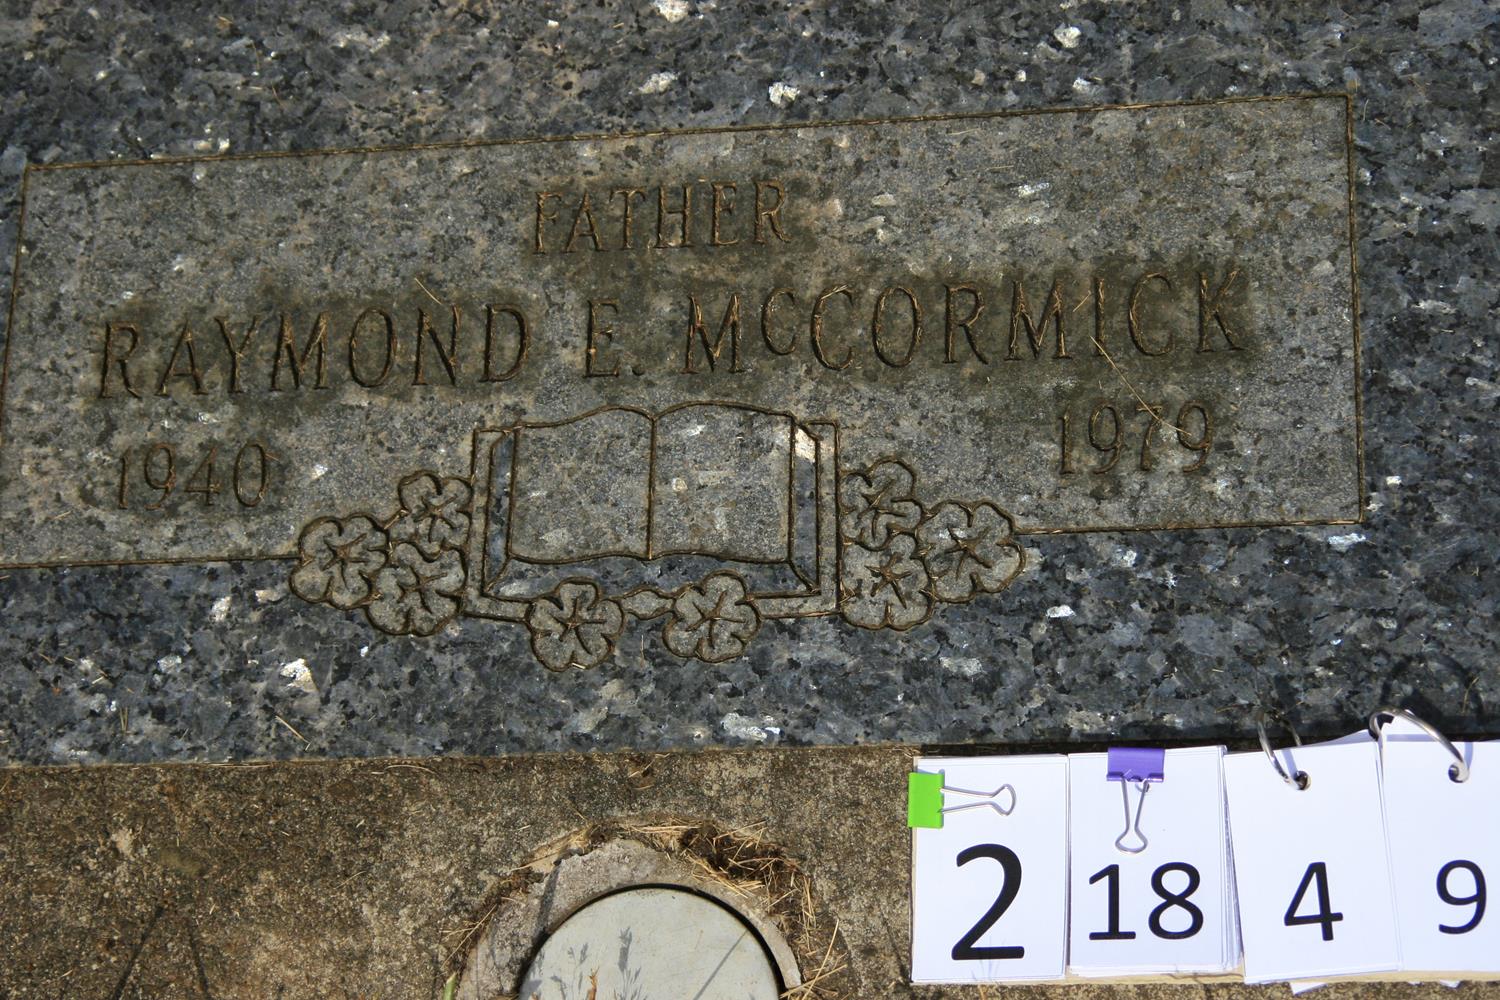 FATHER
RAYMOND E. McCORMICK
1940 1979
2 18 4 9